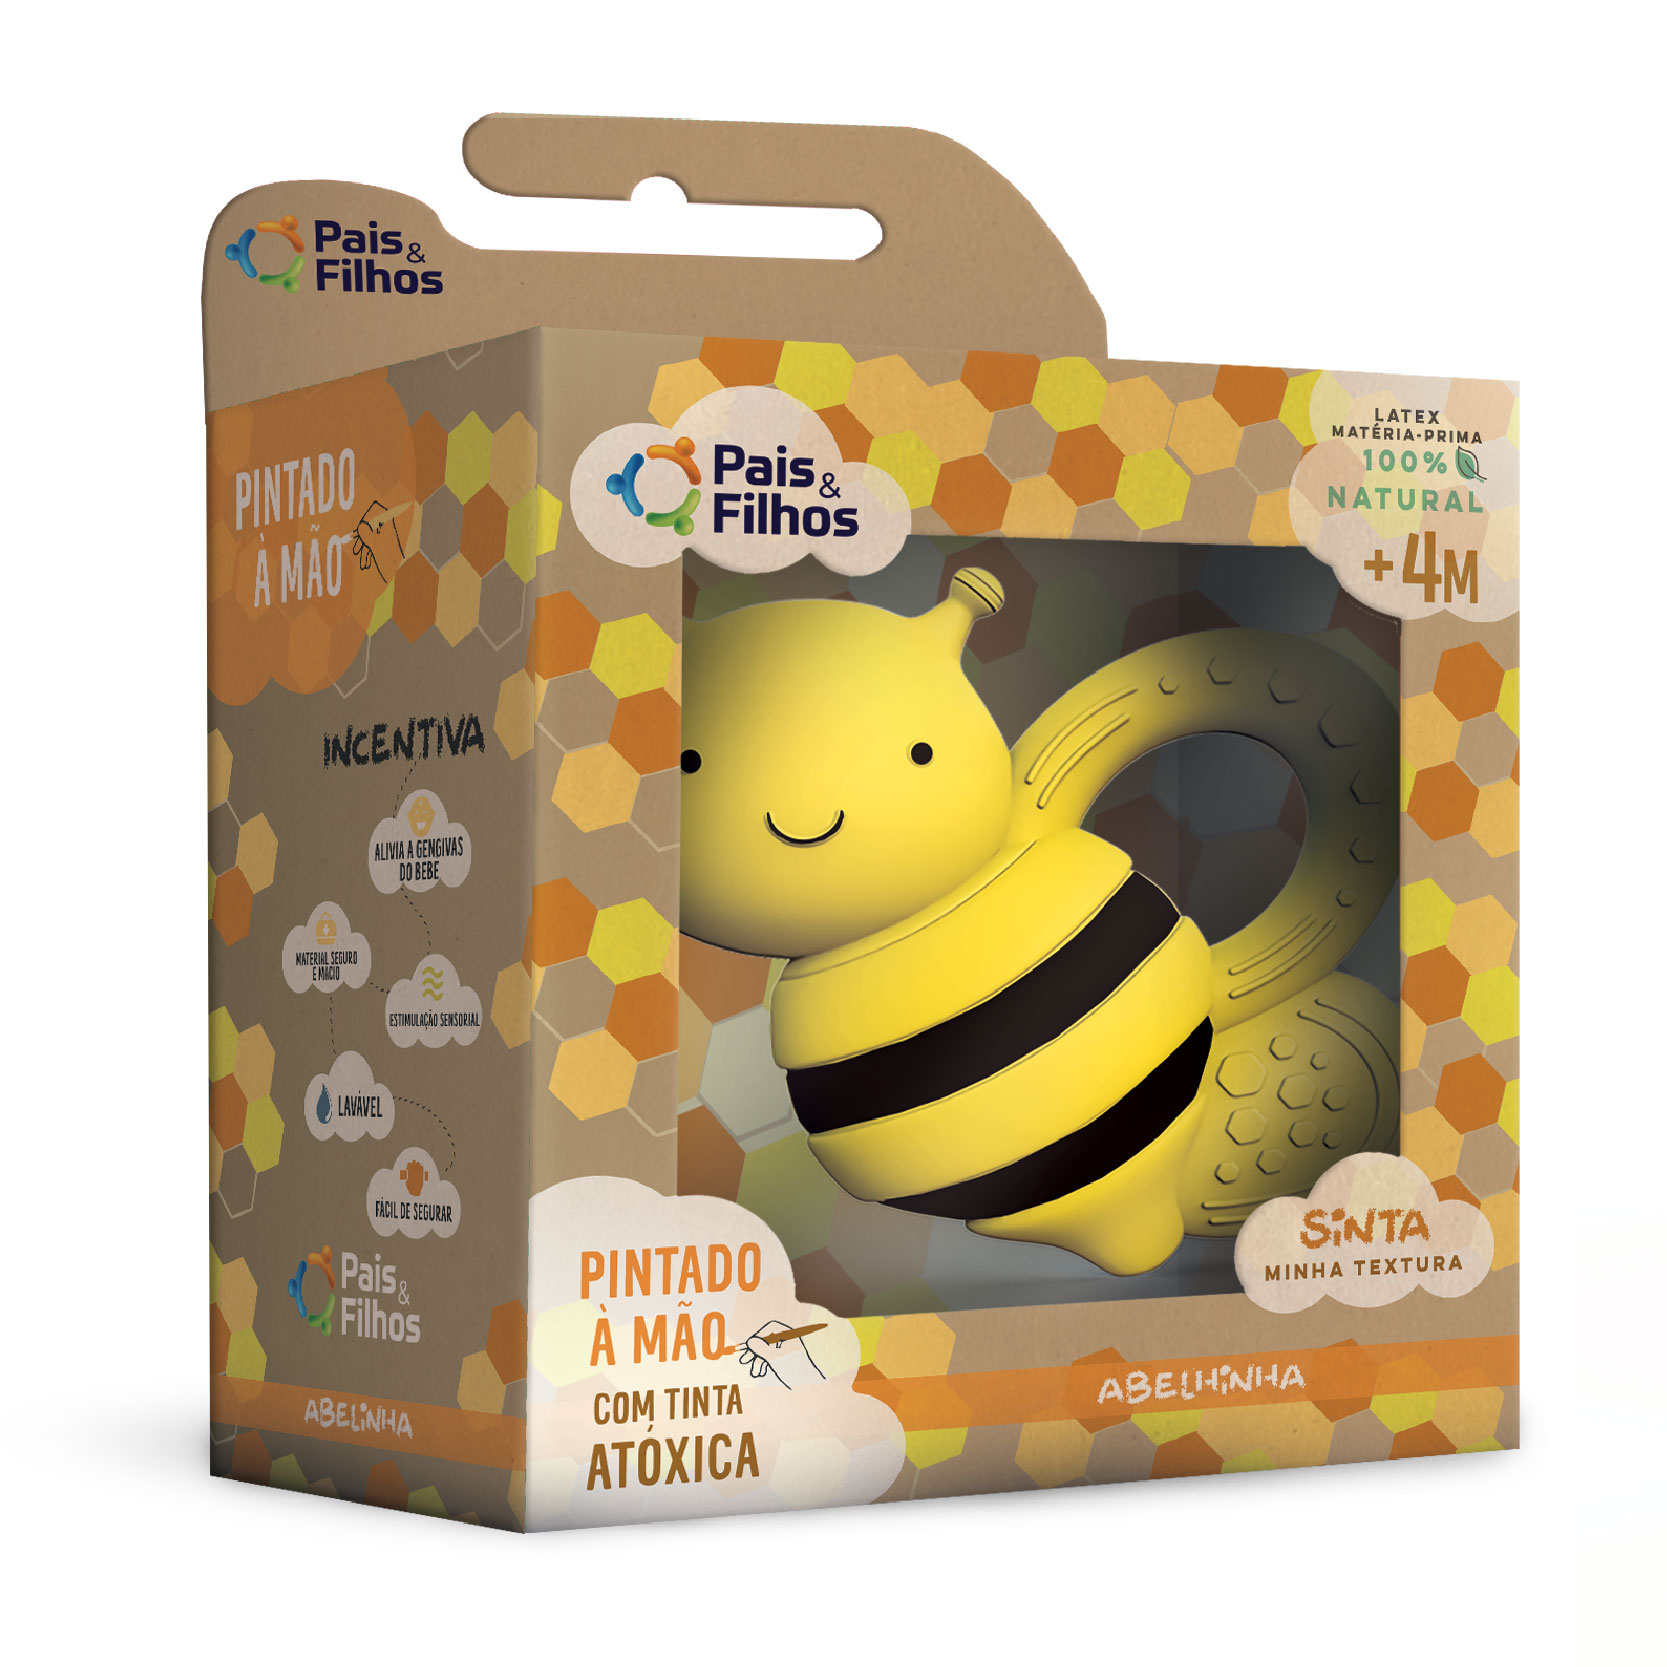 Pais &
Filhos
PINTADO
À MÃO
INCENTIVA
ALIVIA A GENGIVAS
DO BEBE
MATERIAL SEGURO
E MACIO
ESTIMULAÇÃO SENSORIAL
LAVÁVEL
FÁCIL DE SEGURAR
Pais &
Filhos
ABELINHA
Pais &
Filhos
LATEX
MATÉRIA-PRIMA
100%
NATURAL
+4M
SiNTA
MINHA TEXTURA
PINTADO
À MÃO
COM TINTA
ATÓXICA
ABELHiNHA